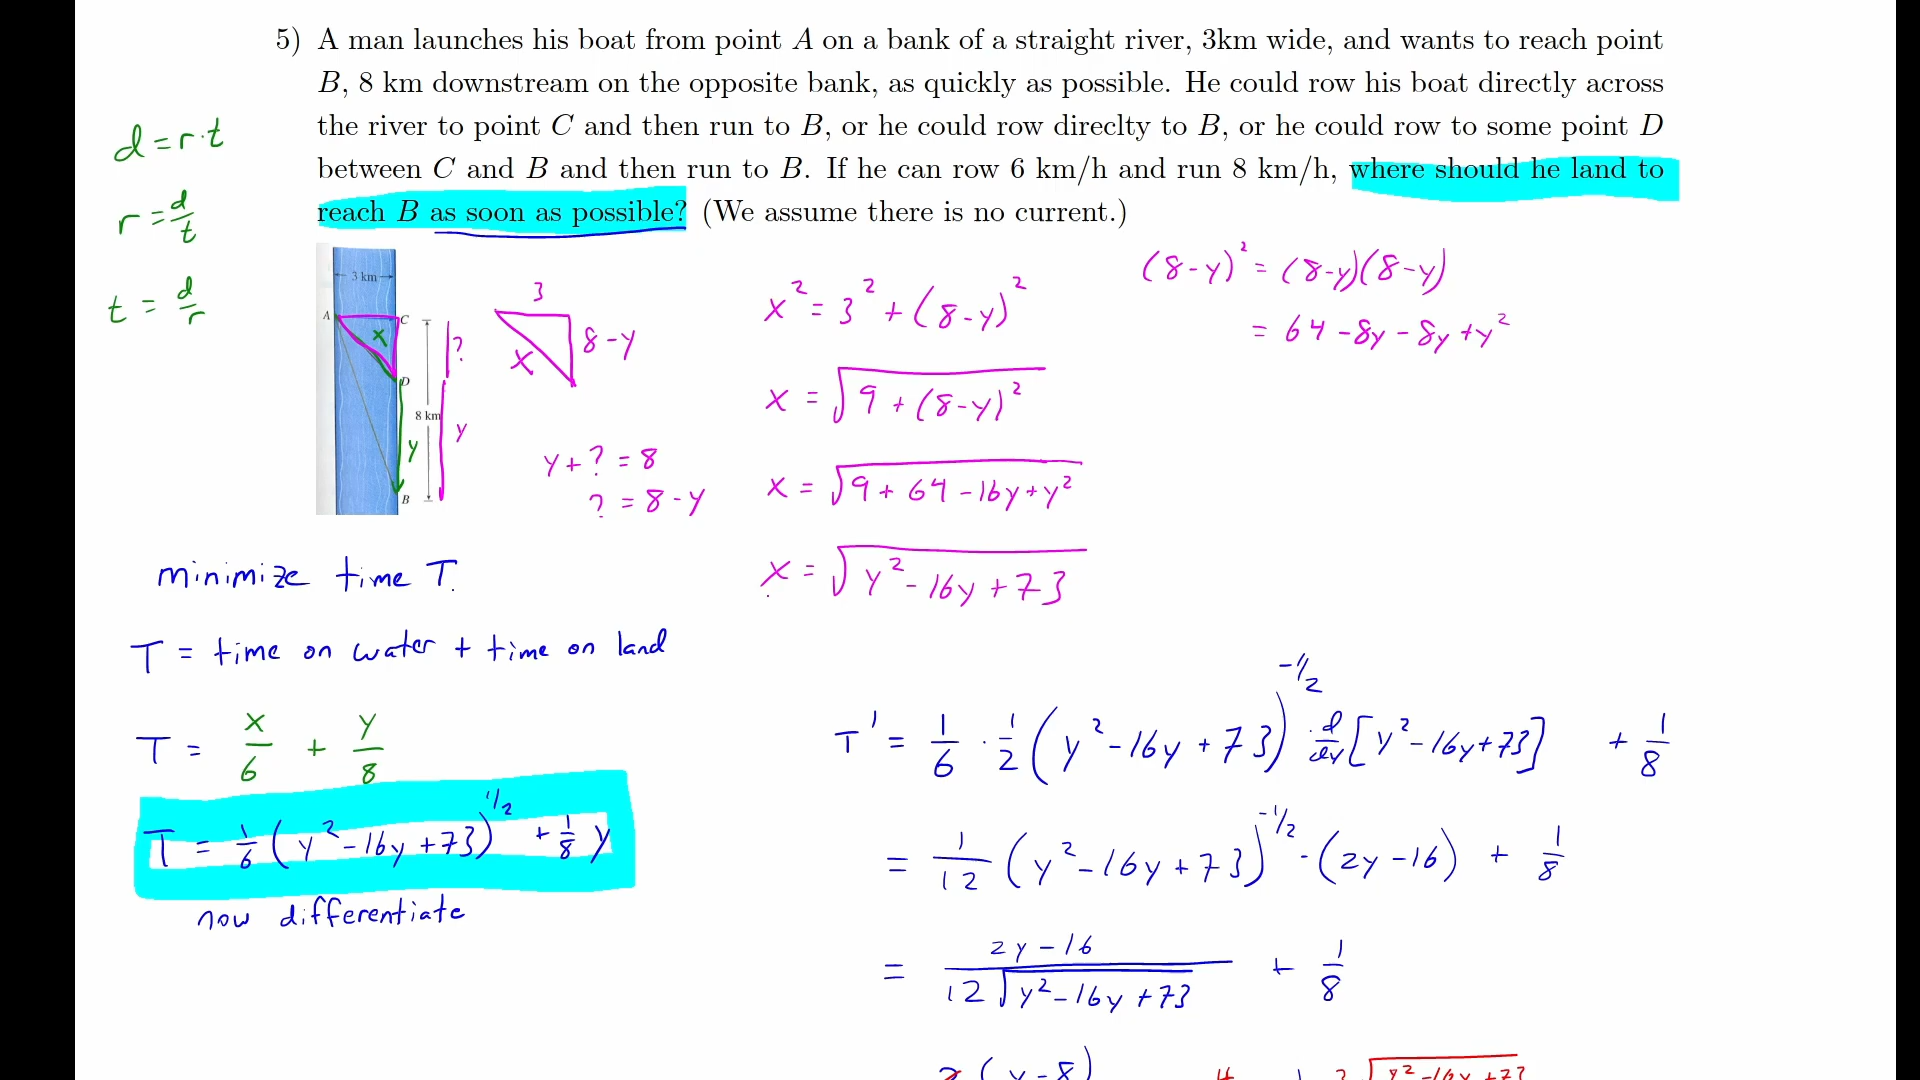 5) A man launches his boat from point A on a bank of a straight river, 3km wide, and wants to reach point
B, 8 km downstream on the opposite bank, as quickly as possible. He could row his boat directly across
the river to point C and then run to B, or he could row direclty to B, or he could row to some point D
between C and B and then run to B. If he can row 6 km/h and run 8 km/h, where should he land to
reach B as soon as possible? (We assume there is no current.)
d = r·t
r = d/t
t = d/r
3 km
A
C
x
D
8 km
y
B
?
y
3
8-y
x
y + ? = 8
? = 8 - y
x² = 3² + (8-y)²
x = √(9 + (8-y)²)
x = √(9 + 64 - 16y + y²)
x = √(y² - 16y + 73)
(8-y)² = (8-y)(8-y)
= 64 - 8y - 8y + y²
minimize time T.
T = time on water + time on land
T = x/6 + y/8
T = 1/6 (y² - 16y + 73)^1/2 + 1/8 y
now differentiate
T' = 1/6 · 1/2 (y² - 16y + 73)^-1/2 · d/dy [y² - 16y + 73] + 1/8
= 1/12 (y² - 16y + 73)^-1/2 · (2y - 16) + 1/8
= (2y - 16)/(12√(y² - 16y + 73)) + 1/8
2 (y - 8)